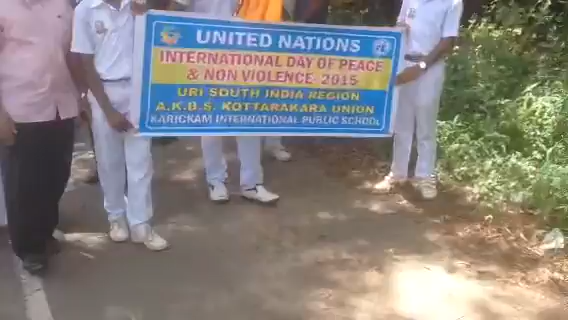 UNITED NATIONS
INTERNATIONAL DAY OF PEACE
& NON VIOLENCE 2015
URI SOUTH INDIA REGION
A.K.B.S. KOTTARAKARA UNION
KARICKAM INTERNATIONAL PUBLIC SCHOOL